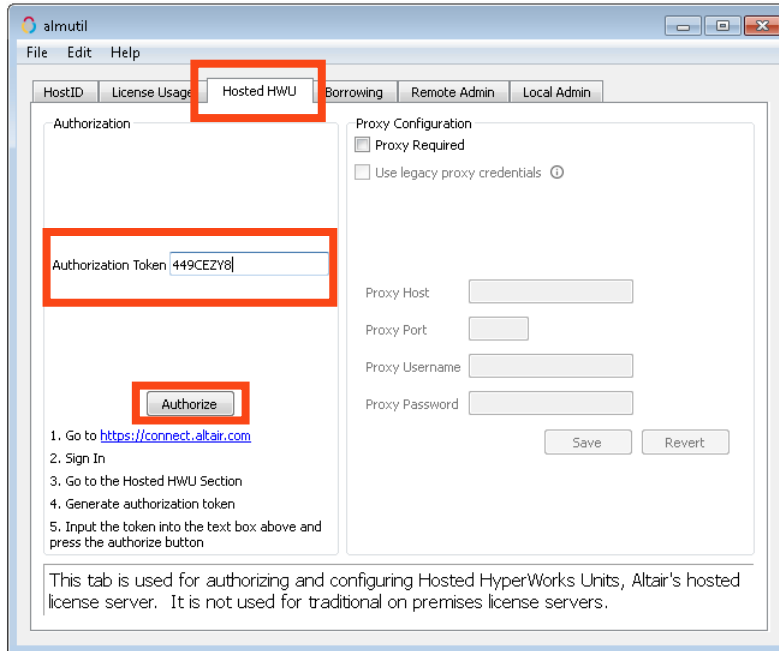 almutil
File Edit Help
HostID License Usage Hosted HWU Borrowing Remote Admin Local Admin
Authorization
Proxy Configuration
Proxy Required
Use legacy proxy credentials
Authorization Token 449CEZY8
Proxy Host
Proxy Port
Proxy Username
Proxy Password
Authorize
Save Revert
1. Go to https://connect.altair.com
2. Sign In
3. Go to the Hosted HWU Section
4. Generate authorization token
5. Input the token into the text box above and
press the authorize button
This tab is used for authorizing and configuring Hosted HyperWorks Units, Altair's hosted
license server. It is not used for traditional on premises license servers.